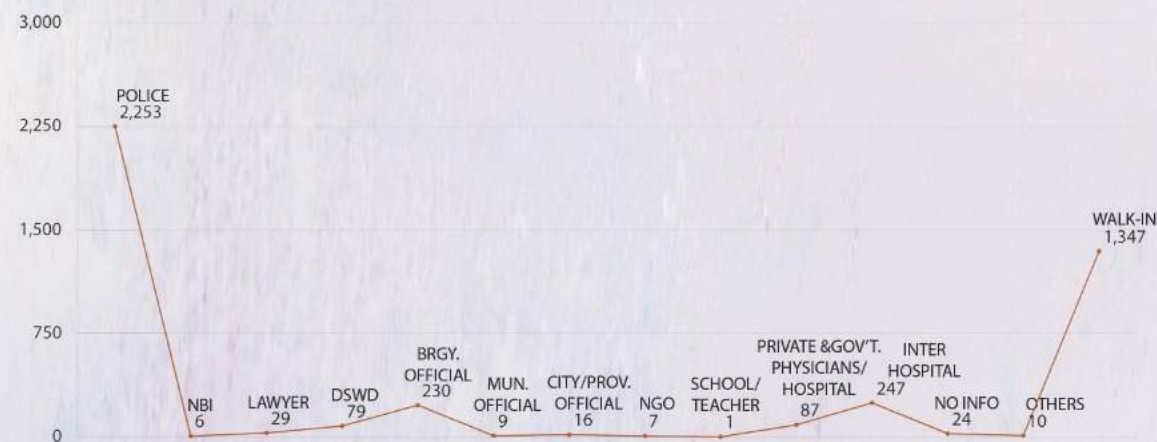 3,000
POLICE
2,253
2,250
1,500
WALK-IN
1,347
750
BRGY.
OFFICIAL
230
NBI
6
LAWYER
29
DSWD
79
MUN.
OFFICIAL
9
CITY/PROV.
OFFICIAL
16
NGO
7
SCHOOL/
TEACHER
1
PRIVATE &GOV'T.
PHYSICIANS/
HOSPITAL
87
INTER
HOSPITAL
247
NO INFO
24
OTHERS
10
0